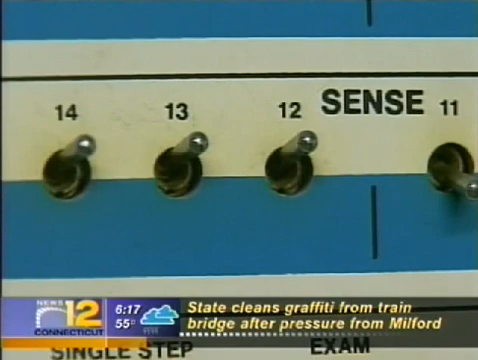 14 13 12 SENSE 11
NEWS 12 CONNECTICUT
6:17
55°
State cleans graffiti from train
bridge after pressure from Milford
SINGLE STEP EXAM